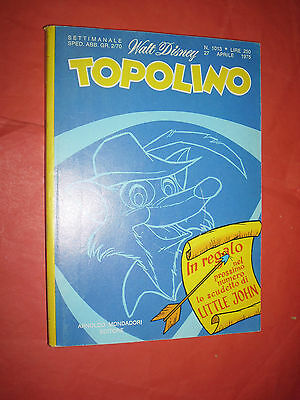 SETTIMANALE
SPED. ABB. GR. 2/70
Walt Disney
N. 1013 • LIRE 250
27 APRILE 1975
TOPOLINO
In regalo
nel
prossimo
numero
lo scudetto di
LITTLE JOHN
ARNOLDO MONDADORI
EDITORE